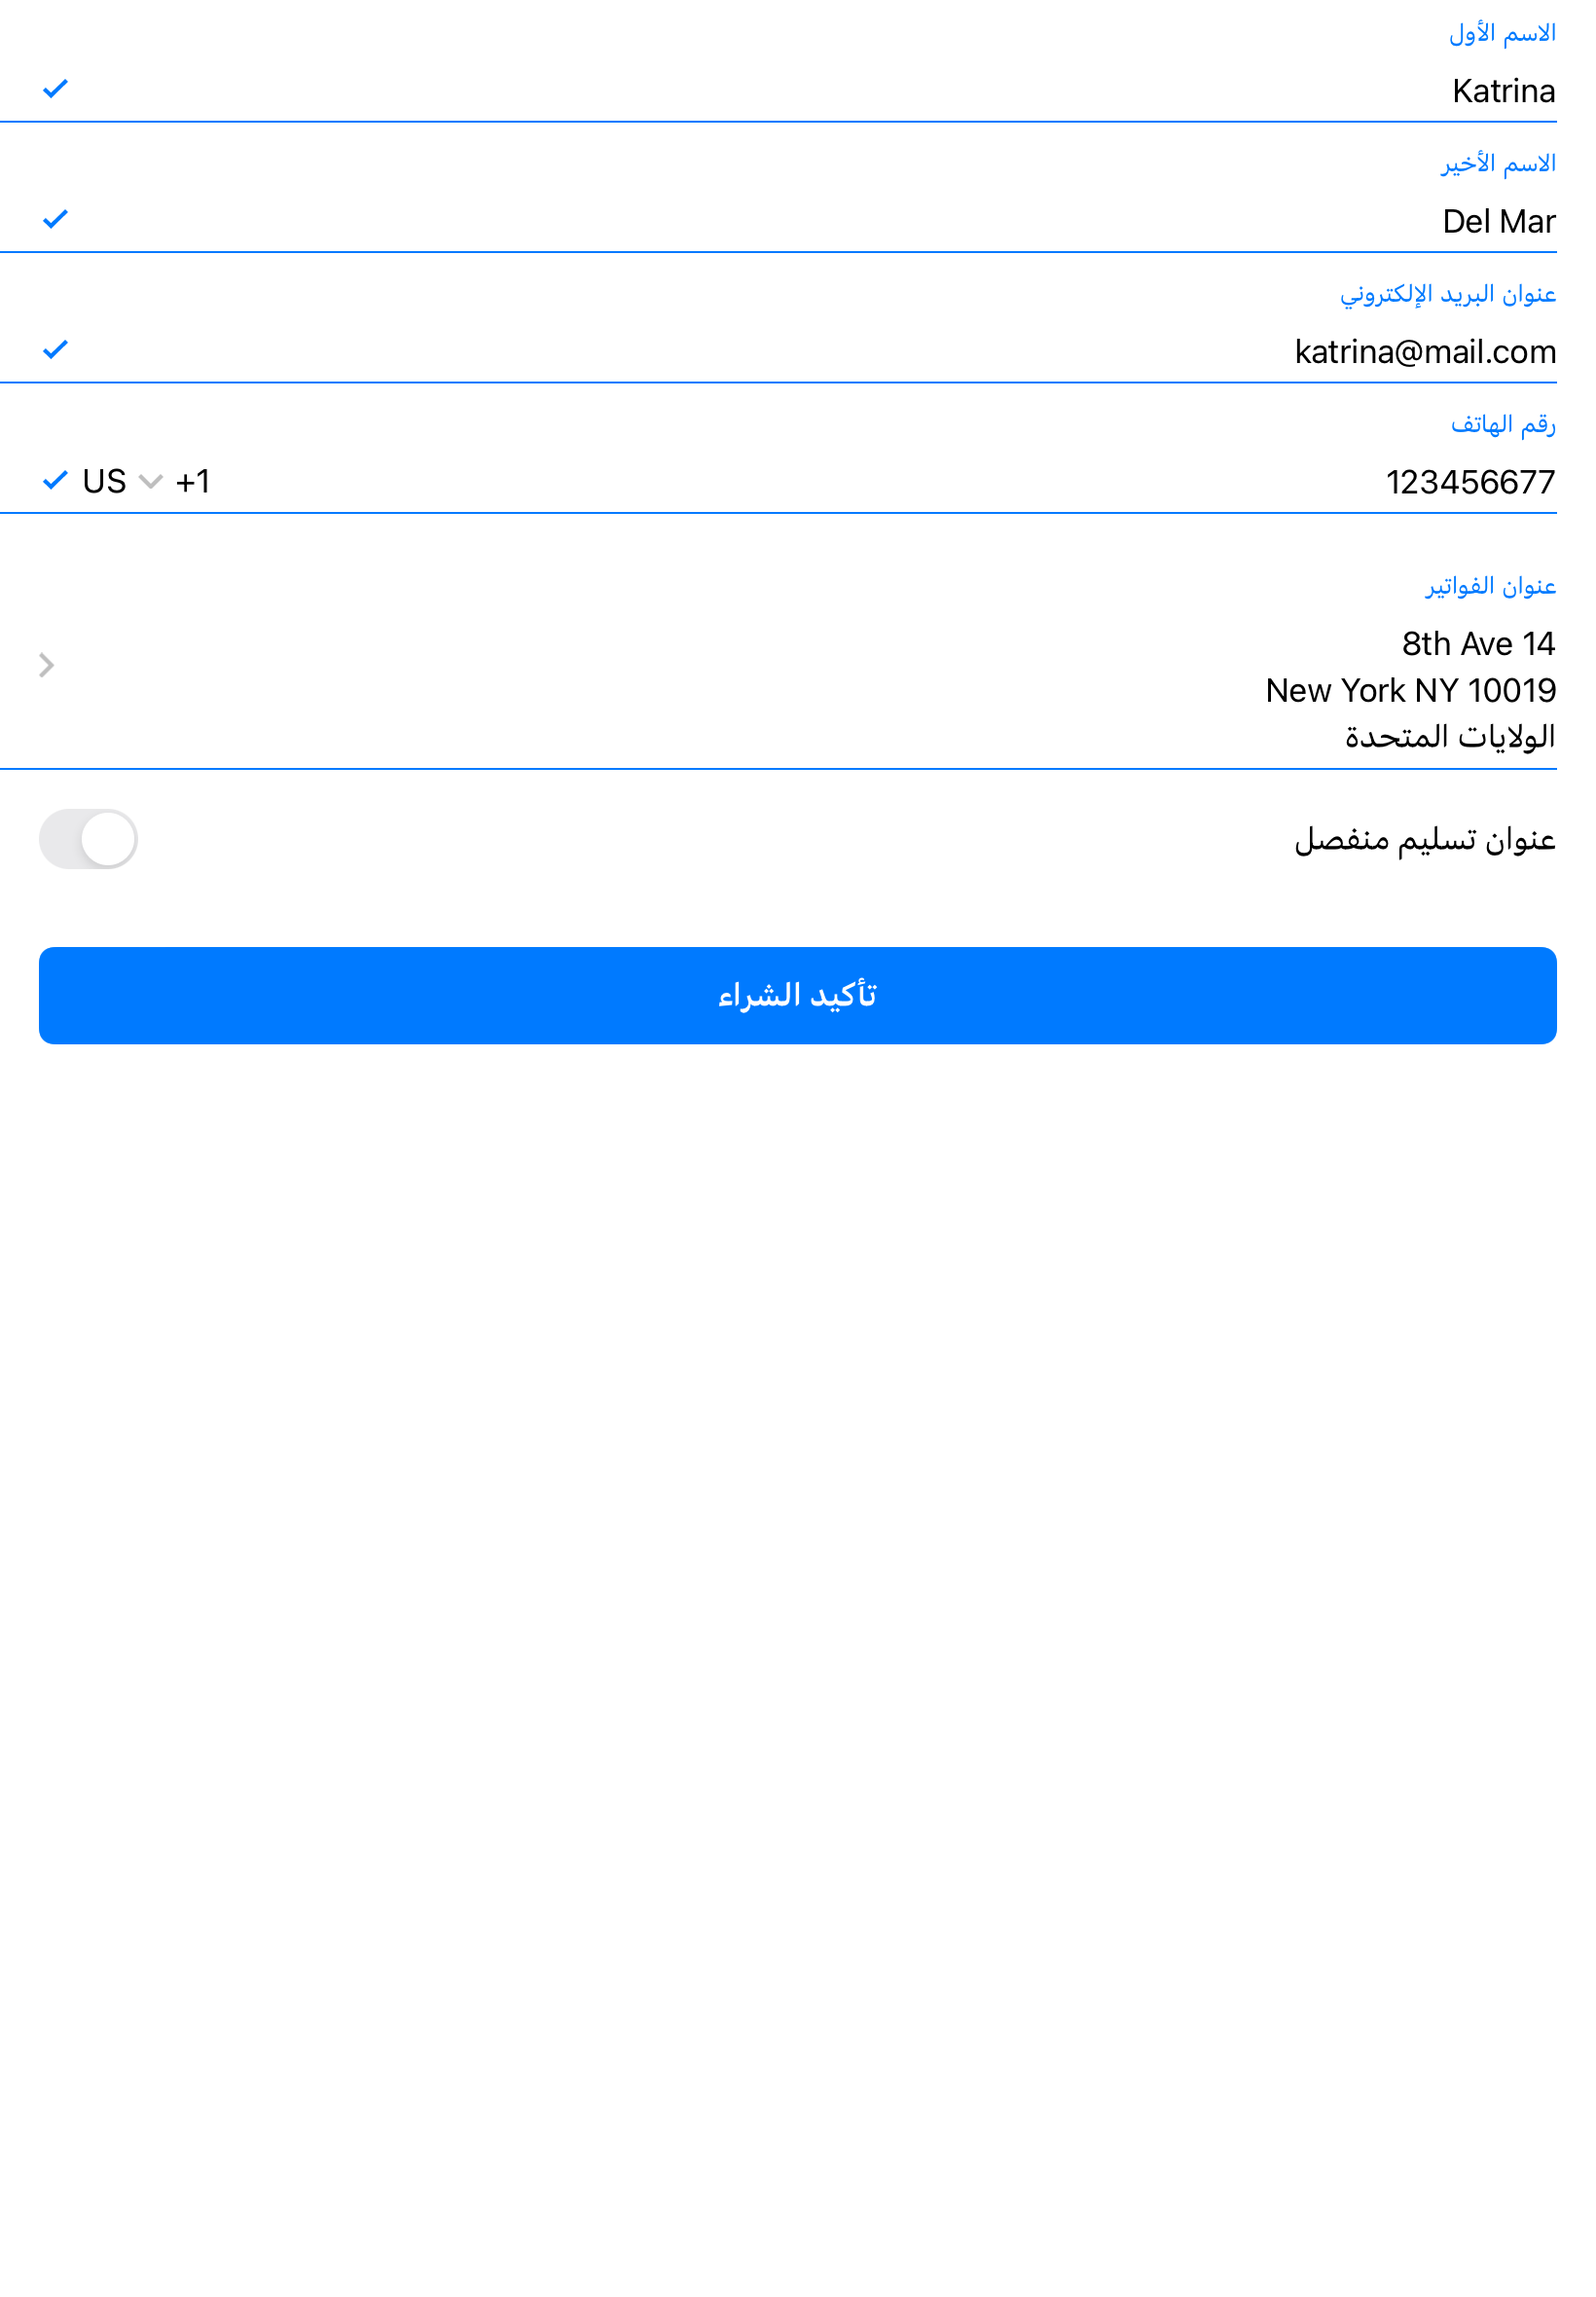 الاسم الأول
Katrina
الاسم الأخير
Del Mar
عنوان البريد الإلكتروني
katrina@mail.com
رقم الهاتف
123456677 US +1
عنوان الفواتير
8th Ave 14
New York NY 10019
الولايات المتحدة
عنوان تسليم منفصل
تأكيد الشراء